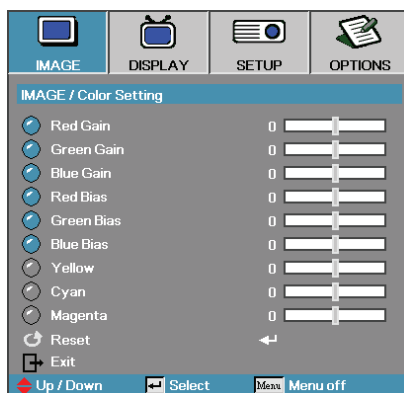 IMAGE DISPLAY SETUP OPTIONS
IMAGE / Color Setting
Red Gain 0
Green Gain 0
Blue Gain 0
Red Bias 0
Green Bias 0
Blue Bias 0
Yellow 0
Cyan 0
Magenta 0
Reset
Exit
Up / Down Select Menu Menu off